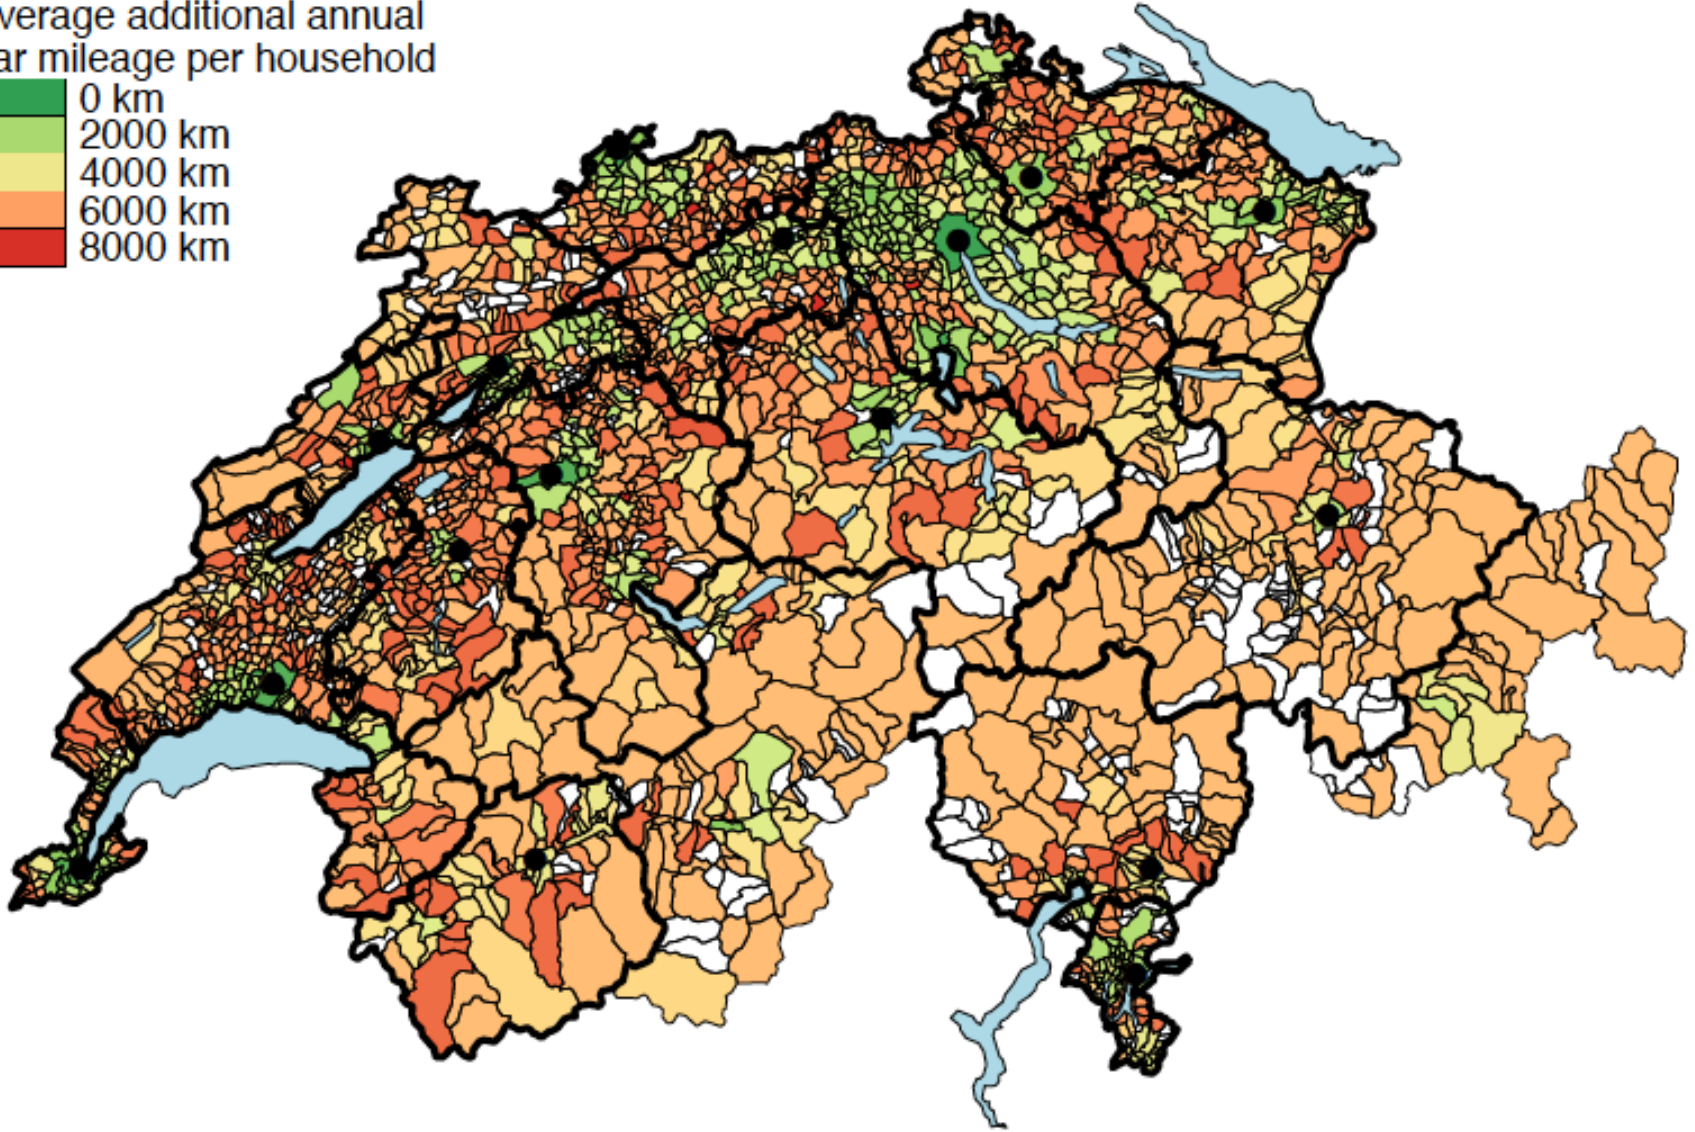 verage additional annual
ar mileage per household
0 km
2000 km
4000 km
6000 km
8000 km